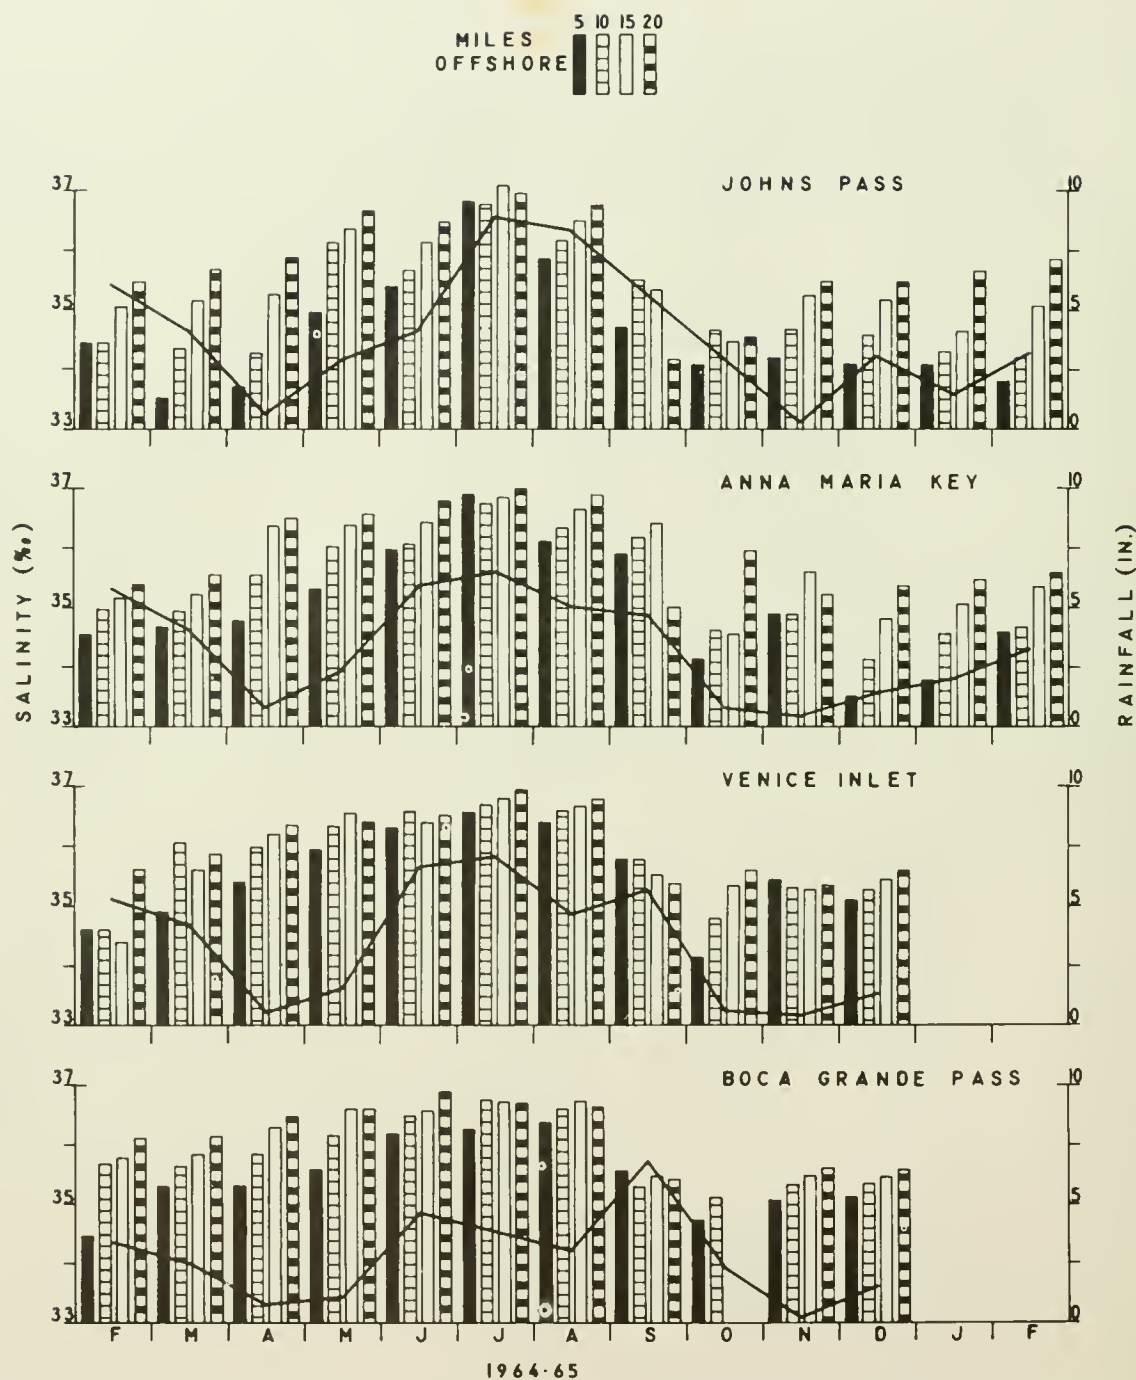 5 10 15 20
MILES
OFFSHORE
JOHNS PASS
37
35
33
10
5
0
ANNA MARIA KEY
37
35
33
10
5
0
SALINITY (‰)
RAINFALL (IN.)
VENICE INLET
37
35
33
10
5
0
BOCA GRANDE PASS
37
35
33
10
5
0
F M A M J J A S O N D J F
1964-65